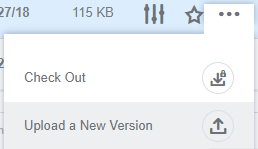 27/18 115 KB
Check Out
Upload a New Version